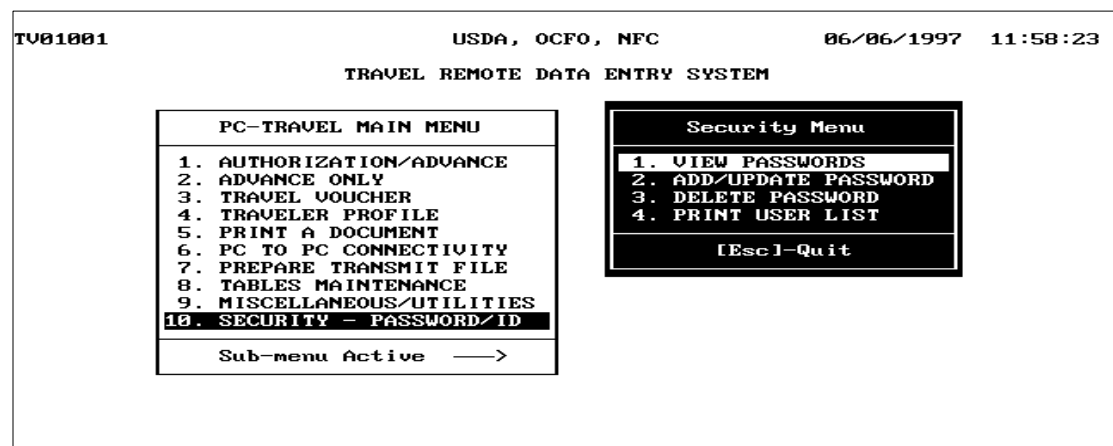 TV01001 USDA, OCFO, NFC 06/06/1997 11:58:23
TRAVEL REMOTE DATA ENTRY SYSTEM
PC-TRAVEL MAIN MENU
1. AUTHORIZATION/ADVANCE
2. ADVANCE ONLY
3. TRAVEL VOUCHER
4. TRAVELER PROFILE
5. PRINT A DOCUMENT
6. PC TO PC CONNECTIVITY
7. PREPARE TRANSMIT FILE
8. TABLES MAINTENANCE
9. MISCELLANEOUS/UTILITIES
10. SECURITY - PASSWORD/ID
Sub-menu Active ──>
Security Menu
1. VIEW PASSWORDS
2. ADD/UPDATE PASSWORD
3. DELETE PASSWORD
4. PRINT USER LIST
[Esc]-Quit